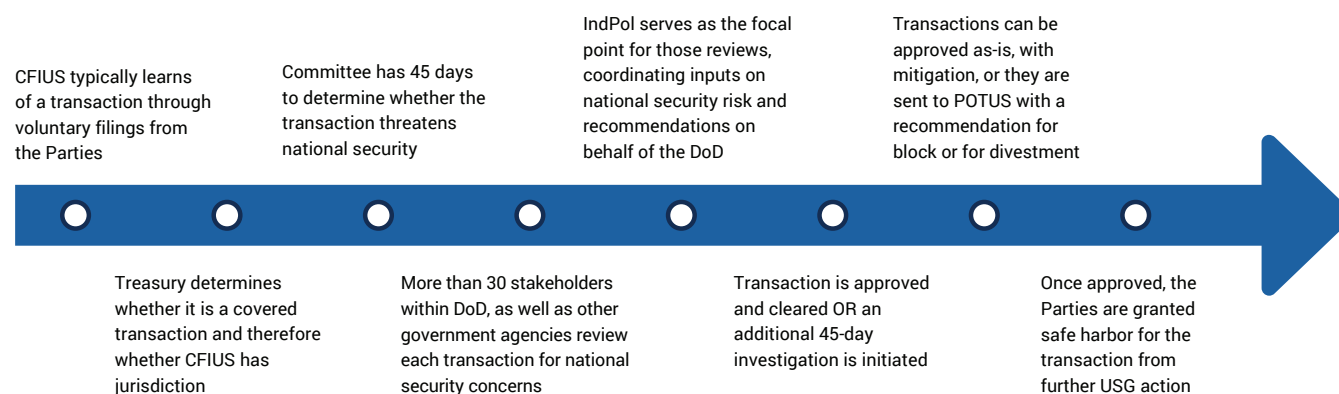 CFIUS typically learns
of a transaction through
voluntary filings from
the Parties
Treasury determines
whether it is a covered
transaction and therefore
whether CFIUS has
jurisdiction
Committee has 45 days
to determine whether the
transaction threatens
national security
More than 30 stakeholders
within DoD, as well as other
government agencies review
each transaction for national
security concerns
IndPol serves as the focal
point for those reviews,
coordinating inputs on
national security risk and
recommendations on
behalf of the DoD
Transaction is approved
and cleared OR an
additional 45-day
investigation is initiated
Transactions can be
approved as-is, with
mitigation, or they are
sent to POTUS with a
recommendation for
block or for divestment
Once approved, the
Parties are granted
safe harbor for the
transaction from
further USG action